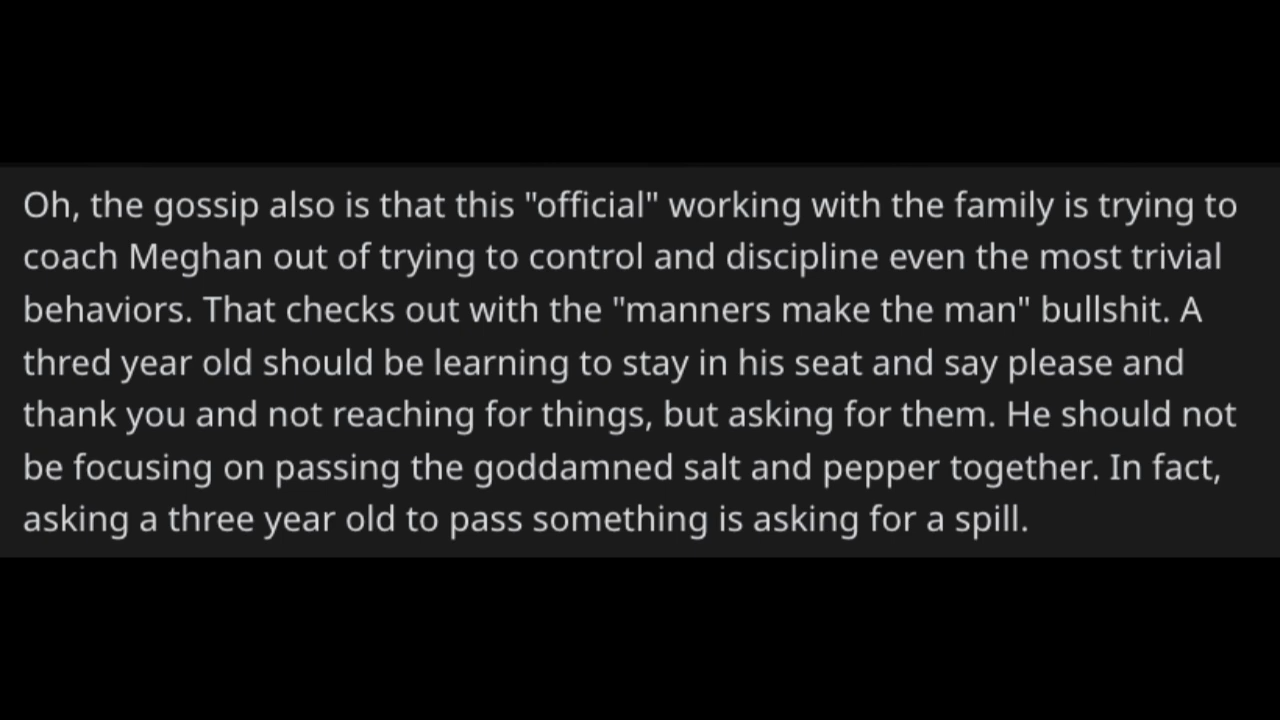 Oh, the gossip also is that this "official" working with the family is trying to
coach Meghan out of trying to control and discipline even the most trivial
behaviors. That checks out with the "manners make the man" bullshit. A
thred year old should be learning to stay in his seat and say please and
thank you and not reaching for things, but asking for them. He should not
be focusing on passing the goddamned salt and pepper together. In fact,
asking a three year old to pass something is asking for a spill.